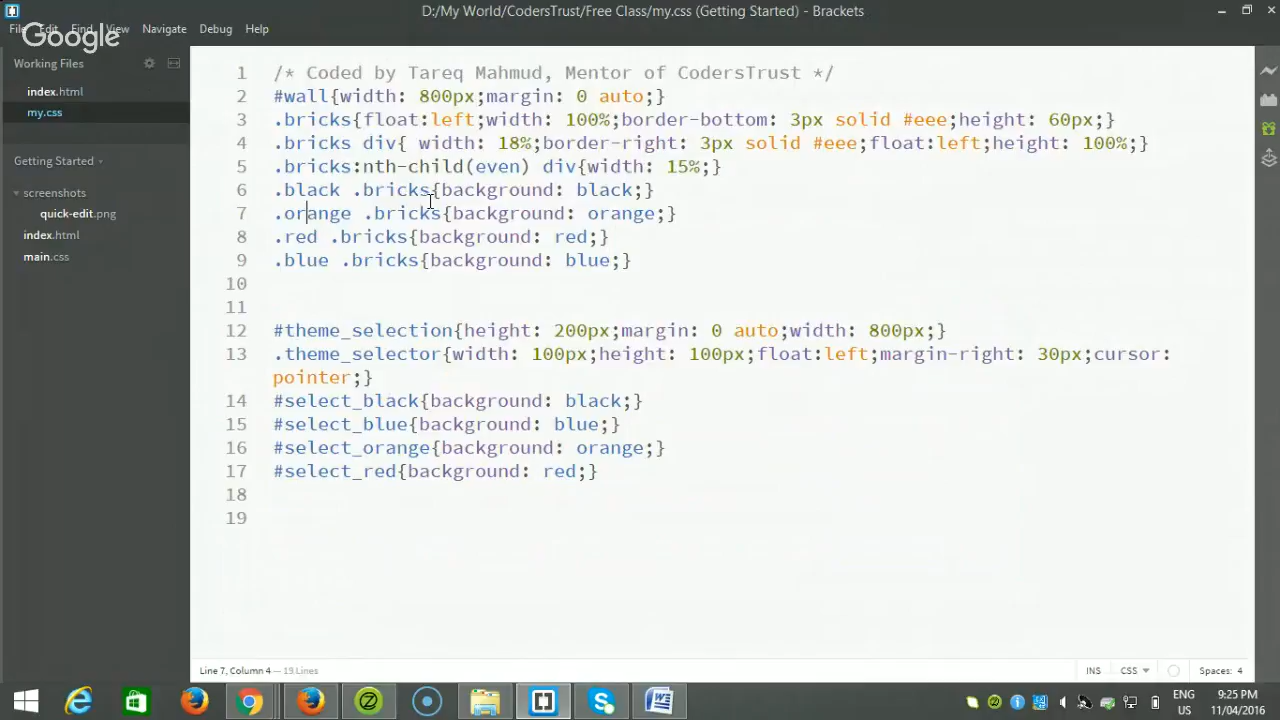 D:/My World/CodersTrust/Free Class/my.css (Getting Started) - Brackets
File Edit Find View Navigate Debug Help
Google
Working Files
index.html
my.css
Getting Started
screenshots
quick-edit.png
index.html
main.css
1 /* Coded by Tareq Mahmud, Mentor of CodersTrust */
2 #wall{width: 800px;margin: 0 auto;}
3 .bricks{float:left;width: 100%;border-bottom: 3px solid #eee;height: 60px;}
4 .bricks div{ width: 18%;border-right: 3px solid #eee;float:left;height: 100%;}
5 .bricks:nth-child(even) div{width: 15%;}
6 .black .bricks{background: black;}
7 .orange .bricks{background: orange;}
8 .red .bricks{background: red;}
9 .blue .bricks{background: blue;}
10
11
12 #theme_selection{height: 200px;margin: 0 auto;width: 800px;}
13 .theme_selector{width: 100px;height: 100px;float:left;margin-right: 30px;cursor:
pointer;}
14 #select_black{background: black;}
15 #select_blue{background: blue;}
16 #select_orange{background: orange;}
17 #select_red{background: red;}
18
19
Line 7, Column 4 — 19 Lines
INS CSS Spaces: 4
ENG 9:25 PM
US 11/04/2016